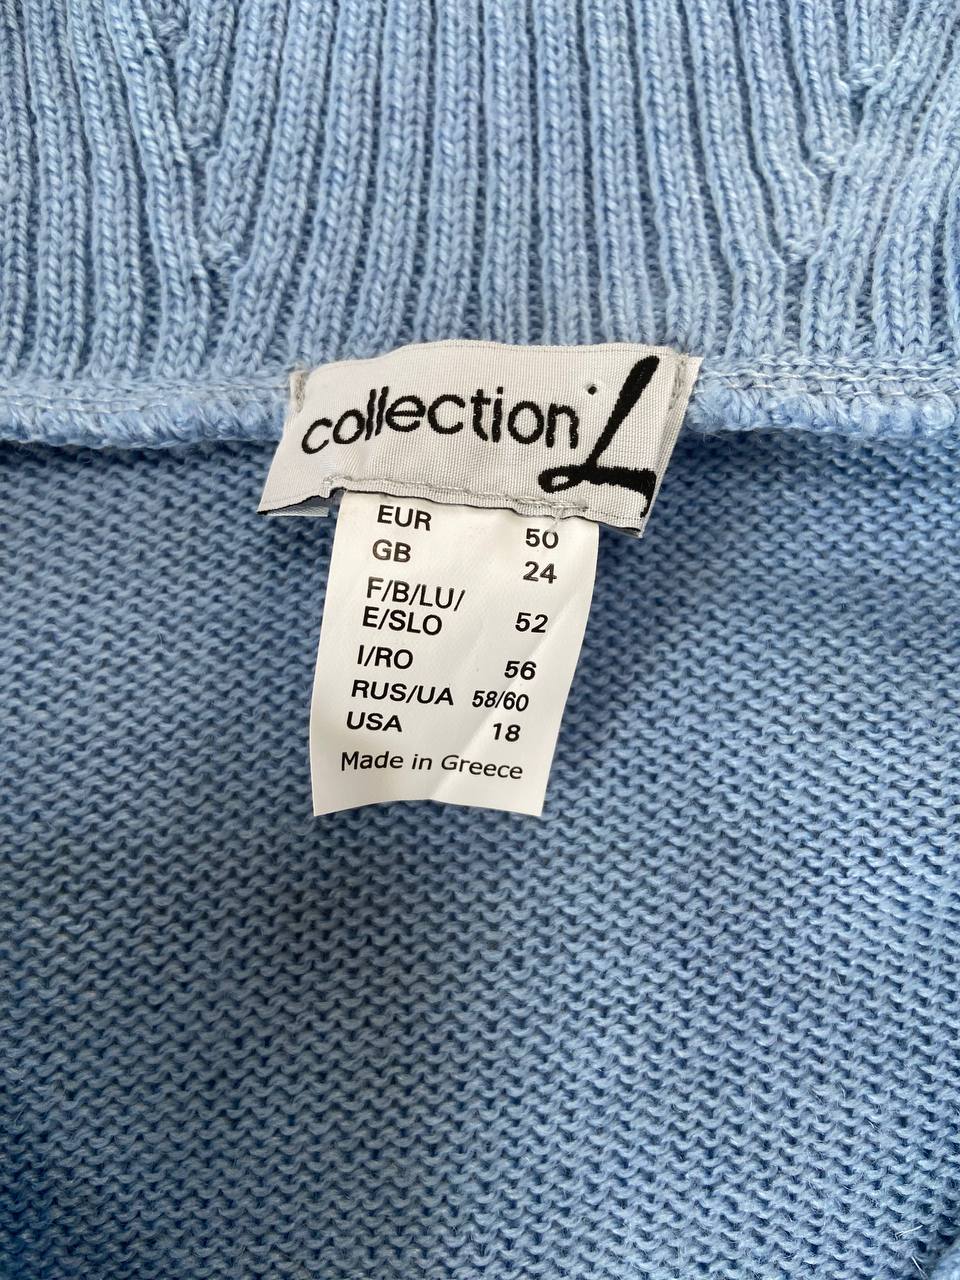 collection L
EUR 50
GB 24
F/B/LU/
E/SLO 52
I/RO 56
RUS/UA 58/60
USA 18
Made in Greece